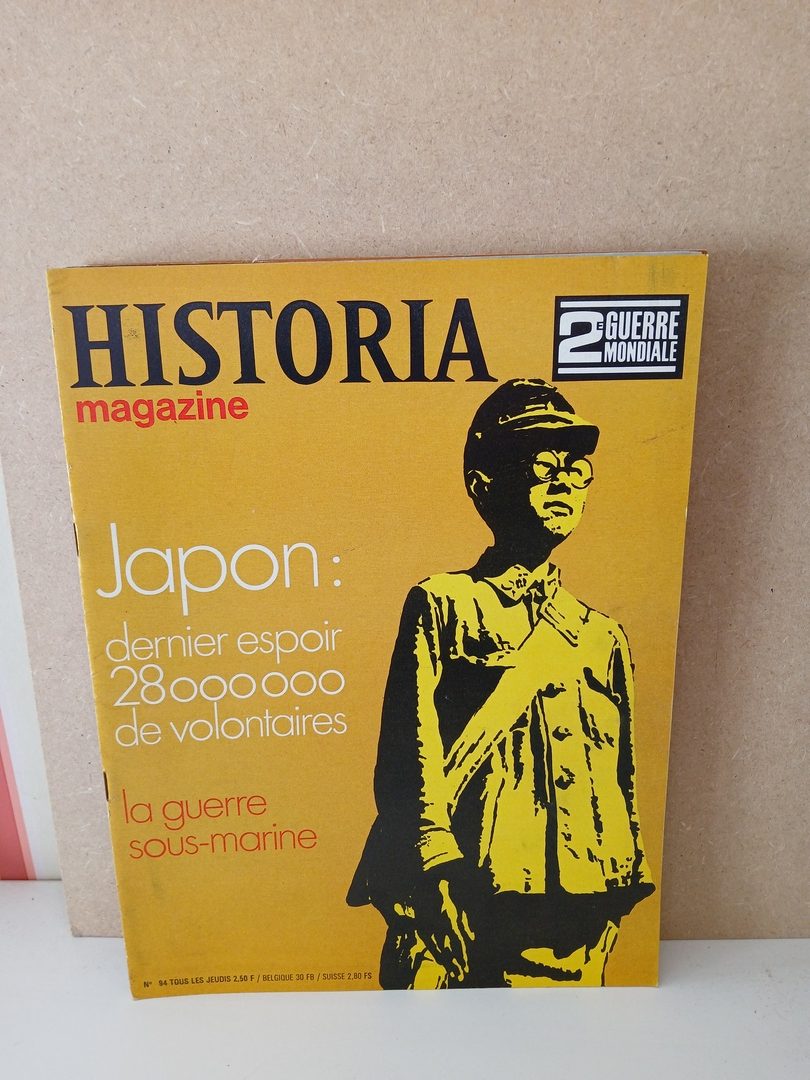 HISTORIA
magazine
2E GUERRE
MONDIALE
Japon :
dernier espoir
28 000 000
de volontaires
la guerre
sous-marine
N° 94 TOUS LES JEUDIS 2,50 F / BELGIQUE 30 FB / SUISSE 2,80 FS